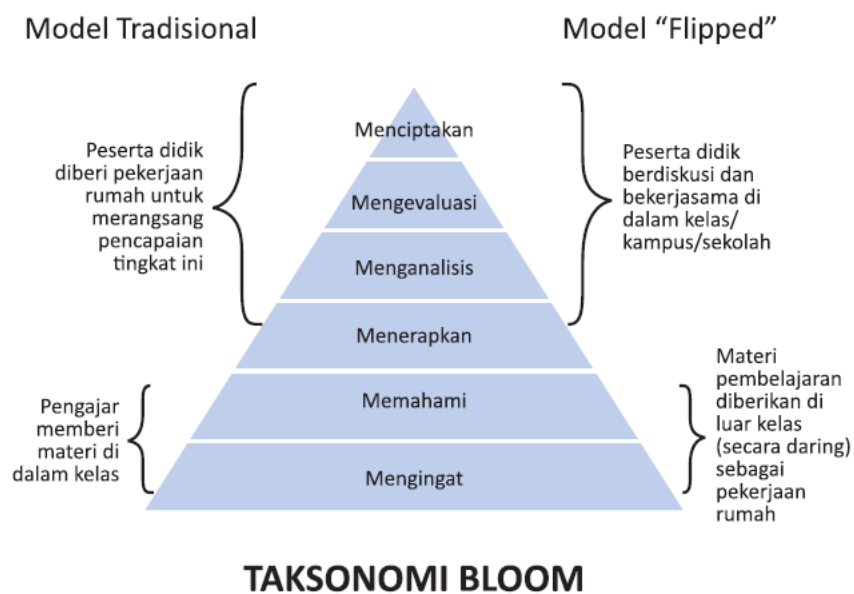 Model Tradisional
Model “Flipped”
Peserta didik
diberi pekerjaan
rumah untuk
merangsang
pencapaian
tingkat ini
Menciptakan
Mengevaluasi
Menganalisis
Menerapkan
Memahami
Mengingat
Peserta didik
berdiskusi dan
bekerjasama di
dalam kelas/
kampus/sekolah
Pengajar
memberi
materi di
dalam kelas
Materi
pembelajaran
diberikan di
luar kelas
(secara daring)
sebagai
pekerjaan
rumah
TAKSONOMI BLOOM